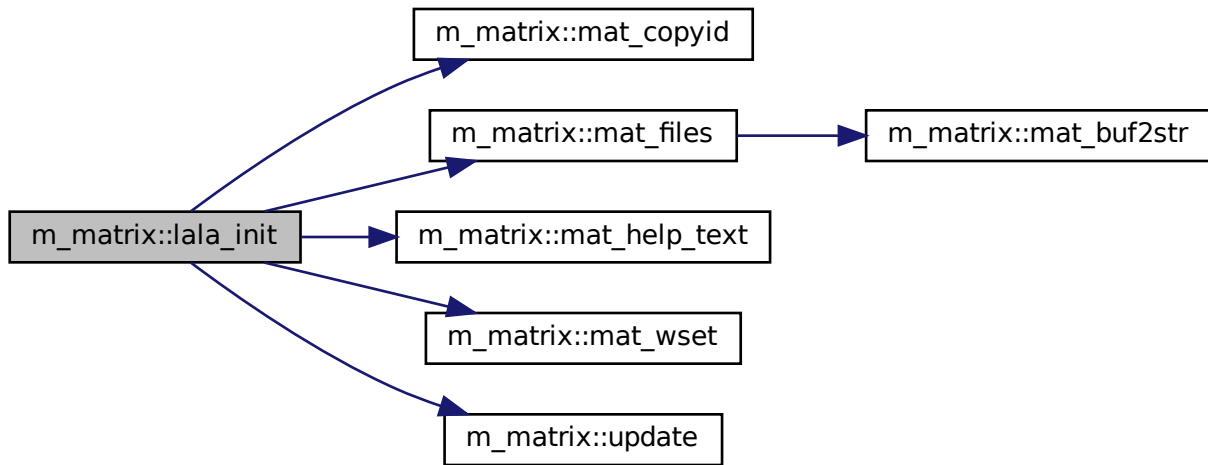 m_matrix::mat_copyid
m_matrix::mat_files
m_matrix::mat_buf2str
m_matrix::lala_init
m_matrix::mat_help_text
m_matrix::mat_wset
m_matrix::update